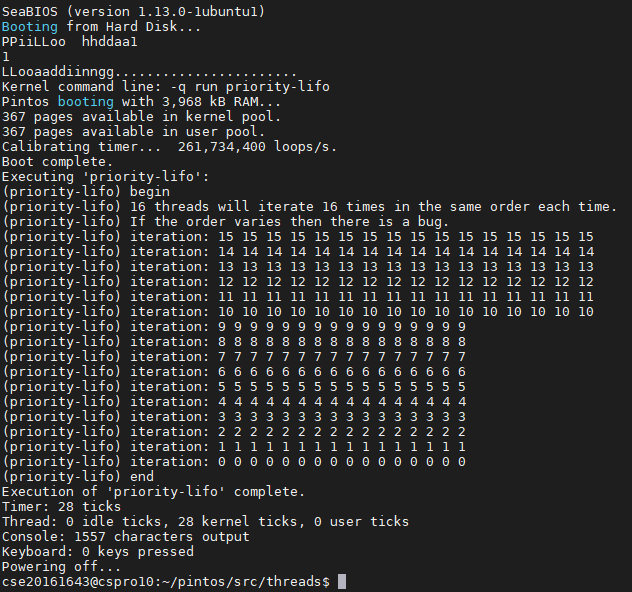 SeaBIOS (version 1.13.0-1ubuntu1)
Booting from Hard Disk...
PPiiLLoo  hhddaa1
1
LLooaaddiinngg.......................
Kernel command line: -q run priority-lifo
Pintos booting with 3,968 kB RAM...
367 pages available in kernel pool.
367 pages available in user pool.
Calibrating timer...  261,734,400 loops/s.
Boot complete.
Executing 'priority-lifo':
(priority-lifo) begin
(priority-lifo) 16 threads will iterate 16 times in the same order each time.
(priority-lifo) If the order varies then there is a bug.
(priority-lifo) iteration: 15 15 15 15 15 15 15 15 15 15 15 15 15 15 15
(priority-lifo) iteration: 14 14 14 14 14 14 14 14 14 14 14 14 14 14 14
(priority-lifo) iteration: 13 13 13 13 13 13 13 13 13 13 13 13 13 13 13
(priority-lifo) iteration: 12 12 12 12 12 12 12 12 12 12 12 12 12 12 12
(priority-lifo) iteration: 11 11 11 11 11 11 11 11 11 11 11 11 11 11 11
(priority-lifo) iteration: 10 10 10 10 10 10 10 10 10 10 10 10 10 10 10
(priority-lifo) iteration: 9 9 9 9 9 9 9 9 9 9 9 9 9 9 9 9
(priority-lifo) iteration: 8 8 8 8 8 8 8 8 8 8 8 8 8 8 8 8
(priority-lifo) iteration: 7 7 7 7 7 7 7 7 7 7 7 7 7 7 7 7
(priority-lifo) iteration: 6 6 6 6 6 6 6 6 6 6 6 6 6 6 6 6
(priority-lifo) iteration: 5 5 5 5 5 5 5 5 5 5 5 5 5 5 5 5
(priority-lifo) iteration: 4 4 4 4 4 4 4 4 4 4 4 4 4 4 4 4
(priority-lifo) iteration: 3 3 3 3 3 3 3 3 3 3 3 3 3 3 3 3
(priority-lifo) iteration: 2 2 2 2 2 2 2 2 2 2 2 2 2 2 2 2
(priority-lifo) iteration: 1 1 1 1 1 1 1 1 1 1 1 1 1 1 1 1
(priority-lifo) iteration: 0 0 0 0 0 0 0 0 0 0 0 0 0 0 0 0
(priority-lifo) end
Execution of 'priority-lifo' complete.
Timer: 28 ticks
Thread: 0 idle ticks, 28 kernel ticks, 0 user ticks
Console: 1557 characters output
Keyboard: 0 keys pressed
Powering off...
cse20161643@cspro10:~/pintos/src/threads$